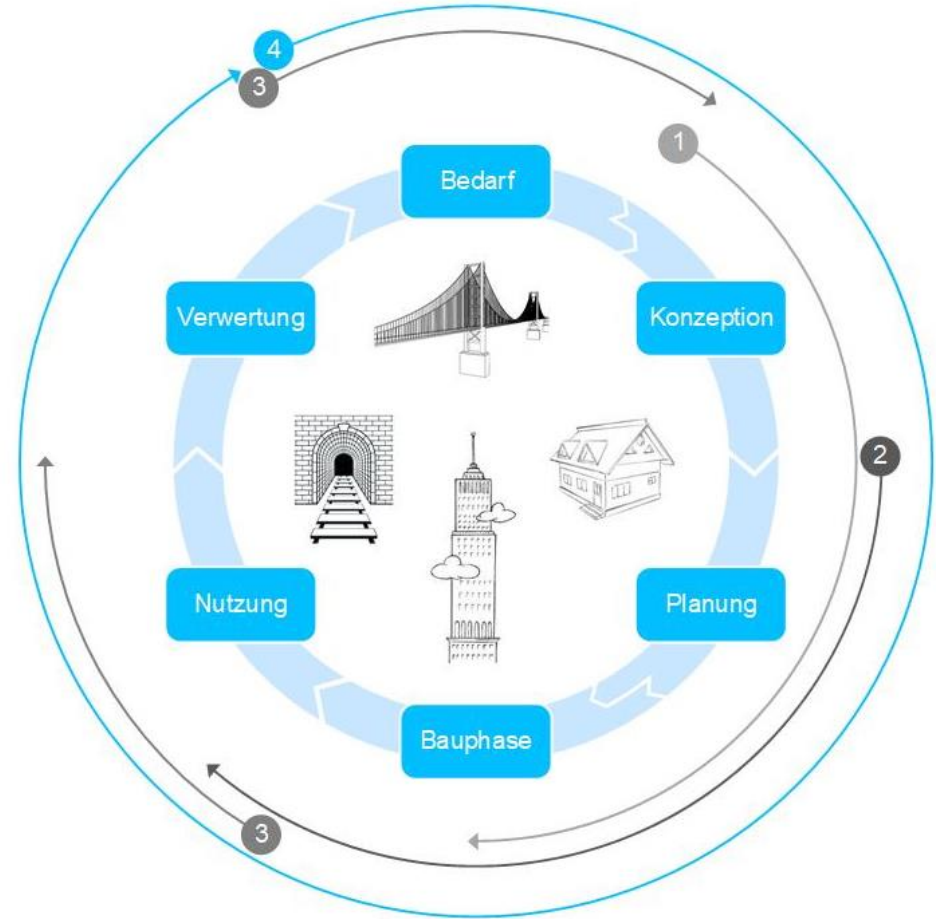 4
3
1
Bedarf
Verwertung
Konzeption
2
Nutzung
Planung
Bauphase
3